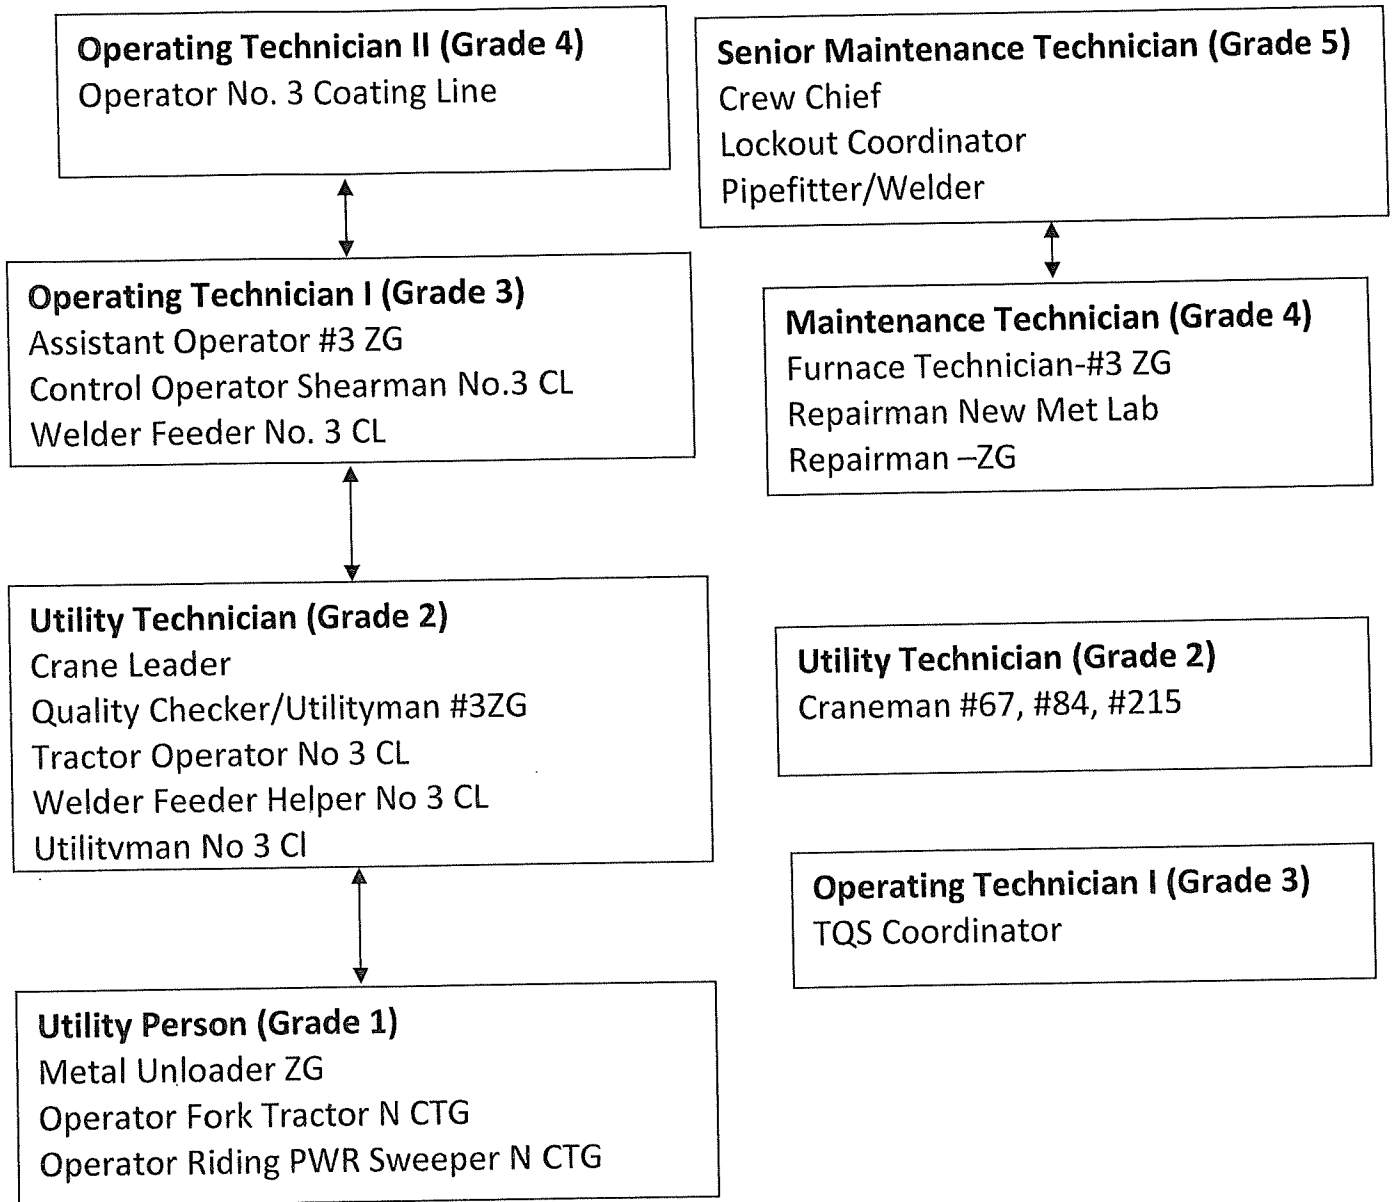 Operating Technician II (Grade 4)
Operator No. 3 Coating Line
Operating Technician I (Grade 3)
Assistant Operator #3 ZG
Control Operator Shearman No.3 CL
Welder Feeder No. 3 CL
Utility Technician (Grade 2)
Crane Leader
Quality Checker/Utilityman #3ZG
Tractor Operator No 3 CL
Welder Feeder Helper No 3 CL
Utilityman No 3 Cl
Utility Person (Grade 1)
Metal Unloader ZG
Operator Fork Tractor N CTG
Operator Riding PWR Sweeper N CTG
Senior Maintenance Technician (Grade 5)
Crew Chief
Lockout Coordinator
Pipefitter/Welder
Maintenance Technician (Grade 4)
Furnace Technician-#3 ZG
Repairman New Met Lab
Repairman –ZG
Utility Technician (Grade 2)
Craneman #67, #84, #215
Operating Technician I (Grade 3)
TQS Coordinator